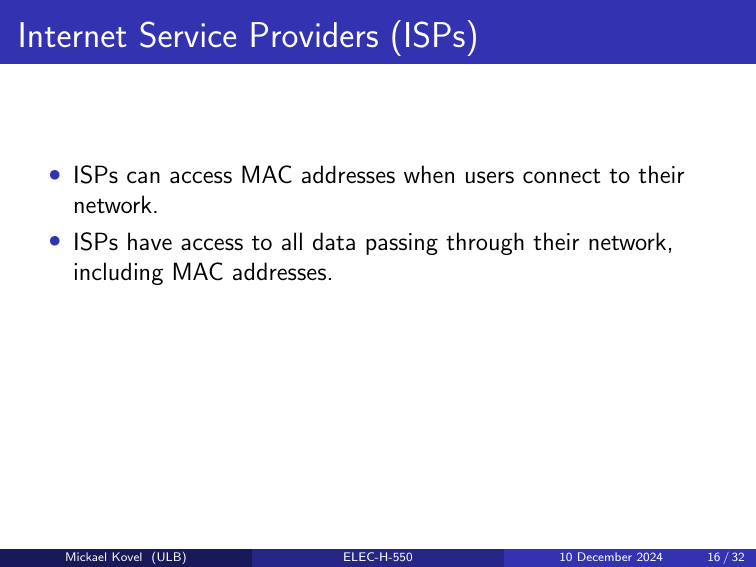 Internet Service Providers (ISPs)
• ISPs can access MAC addresses when users connect to their
network.
• ISPs have access to all data passing through their network,
including MAC addresses.
Mickael Kovel (ULB) ELEC-H-550 10 December 2024 16 / 32